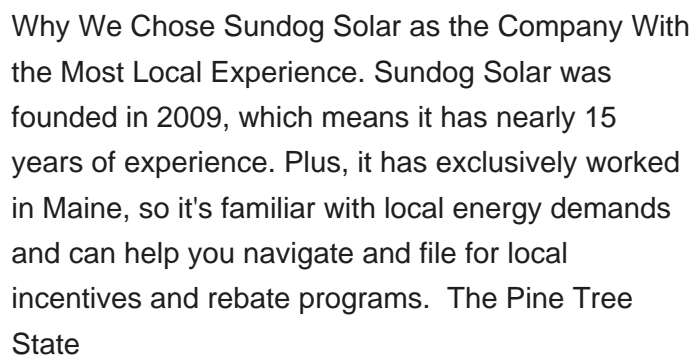 Why We Chose Sundog Solar as the Company With
the Most Local Experience. Sundog Solar was
founded in 2009, which means it has nearly 15
years of experience. Plus, it has exclusively worked
in Maine, so it's familiar with local energy demands
and can help you navigate and file for local
incentives and rebate programs.  The Pine Tree
State